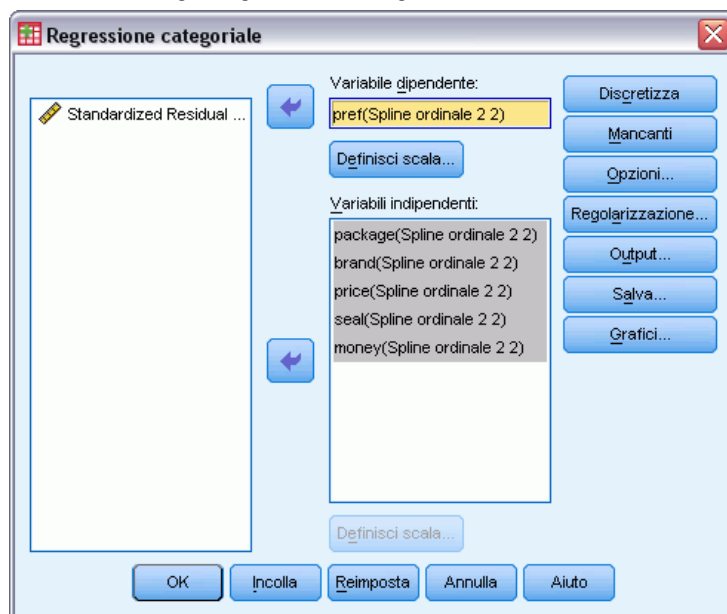 Regressione categoriale
Standardized Residual ...
Variabile dipendente:
pref(Spline ordinale 2 2)
Definisci scala...
Variabili indipendenti:
package(Spline ordinale 2 2)
brand(Spline ordinale 2 2)
price(Spline ordinale 2 2)
seal(Spline ordinale 2 2)
money(Spline ordinale 2 2)
Definisci scala...
Discretizza
Mancanti
Opzioni...
Regolarizzazione...
Output...
Salva...
Grafici...
OK
Incolla
Reimposta
Annulla
Aiuto